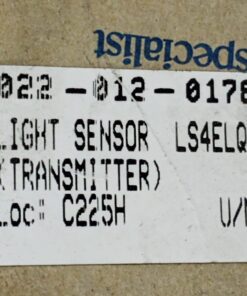 specialist
022-012-0178
LIGHT SENSOR LS4ELQ
(TRANSMITTER)
Loc: C225H U/M